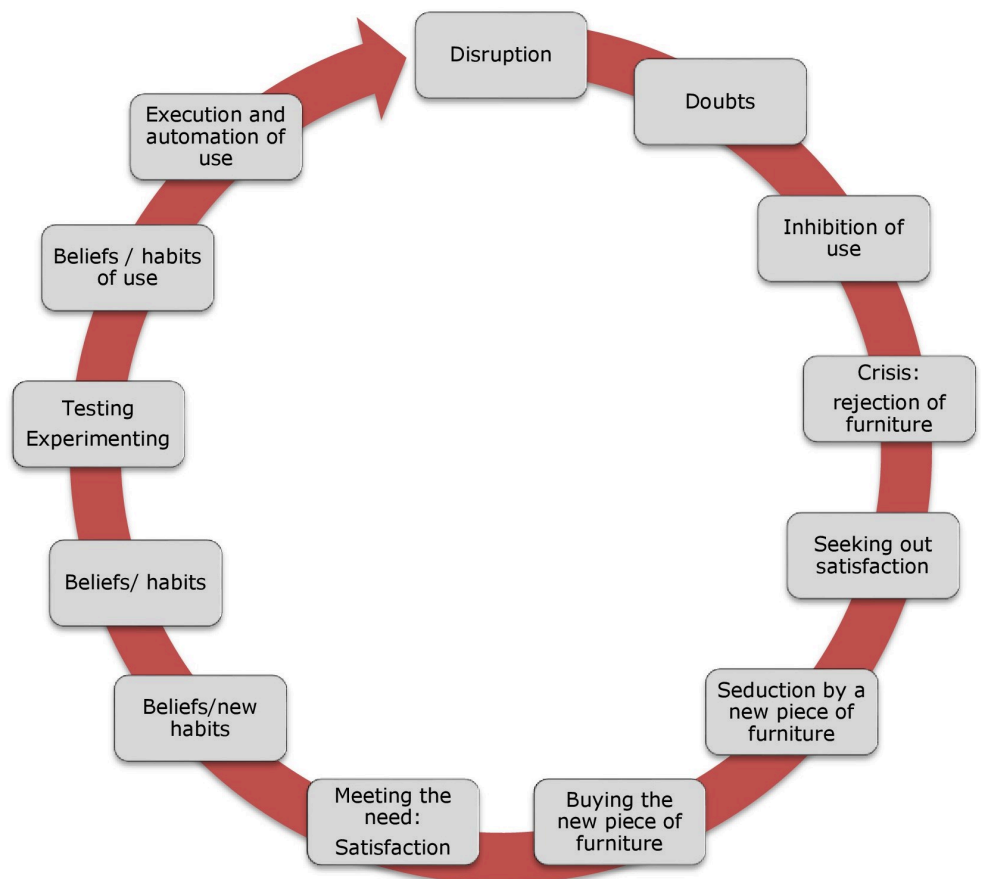 Disruption
Doubts
Inhibition of
use
Crisis:
rejection of
furniture
Seeking out
satisfaction
Seduction by a
new piece of
furniture
Buying the
new piece of
furniture
Meeting the
need:
Satisfaction
Beliefs/new
habits
Beliefs/ habits
Testing
Experimenting
Beliefs / habits
of use
Execution and
automation of
use